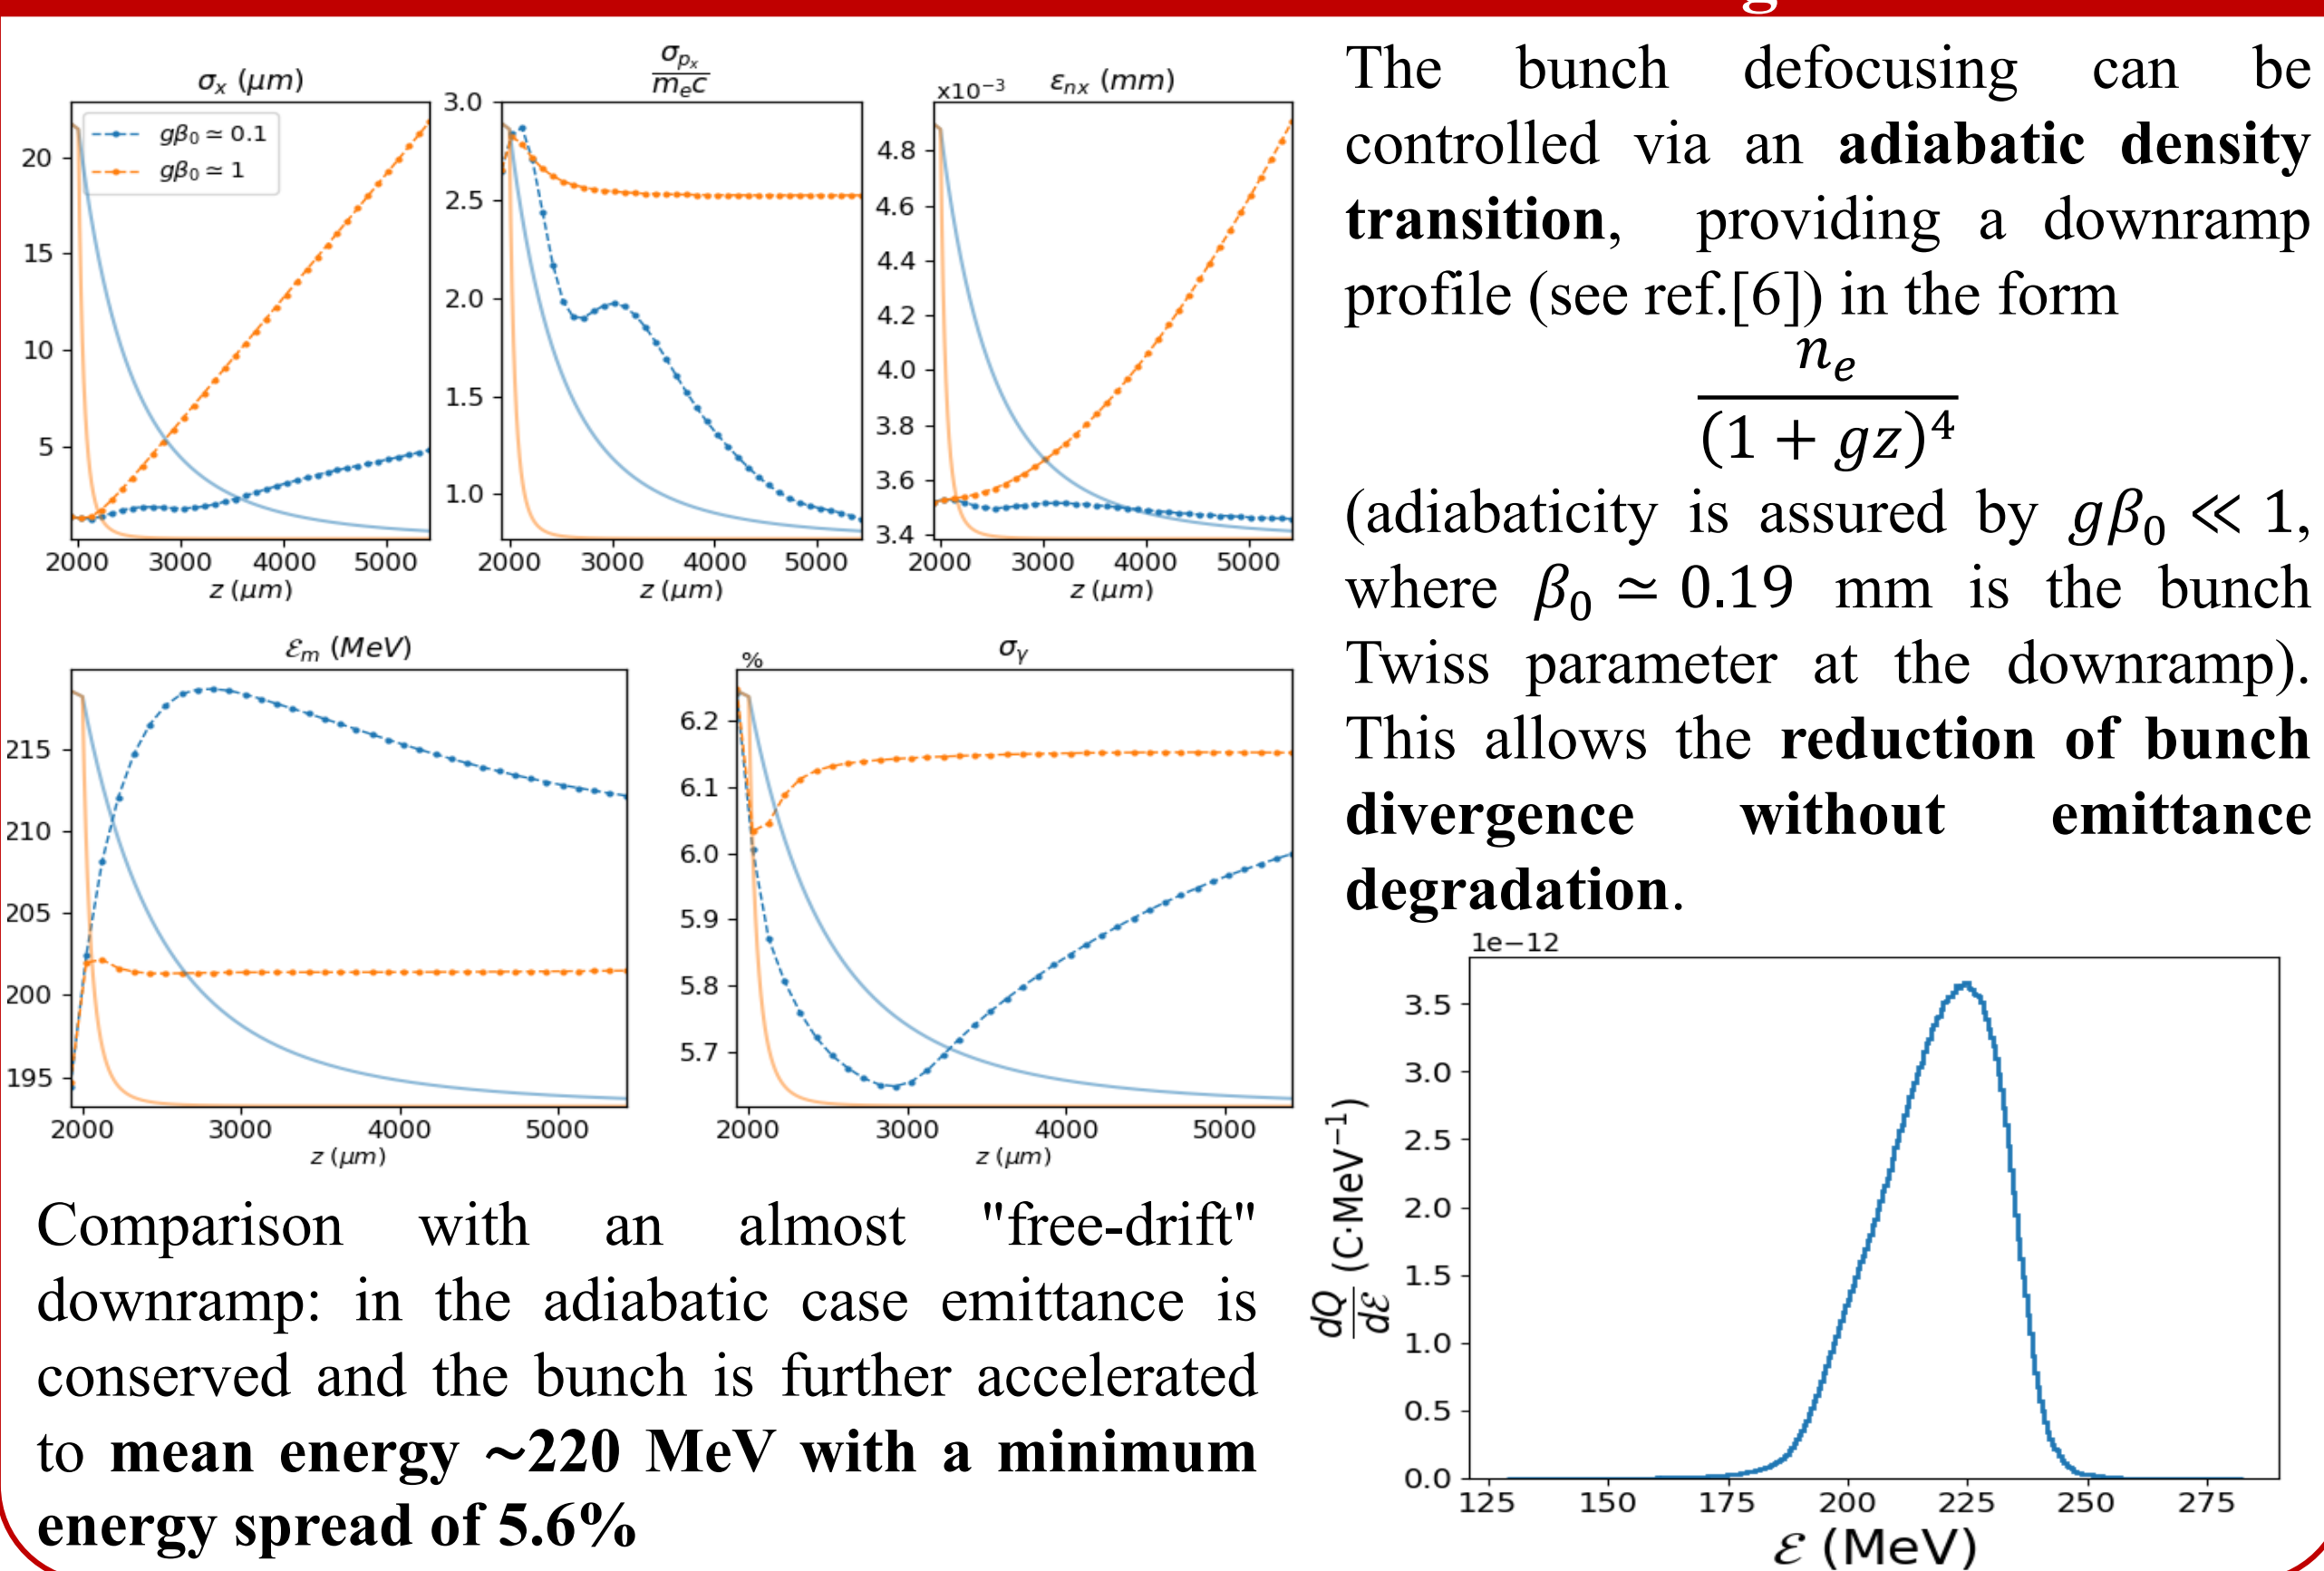 g
σx (μm)
gβ0 ≃ 0.1
gβ0 ≃ 1
20
15
10
5
2000 3000 4000 5000
z (μm)
σpx
mec
3.0
2.5
2.0
1.5
1.0
2000 3000 4000 5000
z (μm)
x10−3
εnx (mm)
4.8
4.6
4.4
4.2
4.0
3.8
3.6
3.4
2000 3000 4000 5000
z (μm)
ℰm (MeV)
215
210
205
200
195
2000 3000 4000 5000
z (μm)
%
σγ
6.2
6.1
6.0
5.9
5.8
5.7
2000 3000 4000 5000
z (μm)
Comparison with an almost "free-drift"
downramp: in the adiabatic case emittance is
conserved and the bunch is further accelerated
to mean energy ~220 MeV with a minimum
energy spread of 5.6%
The bunch defocusing can be
controlled via an adiabatic density
transition, providing a downramp
profile (see ref.[6]) in the form
ne
(1 + gz)4
(adiabaticity is assured by gβ0 ≪ 1,
where β0 ≃ 0.19 mm is the bunch
Twiss parameter at the downramp).
This allows the reduction of bunch
divergence without emittance
degradation.
1e−12
3.5
3.0
2.5
2.0
1.5
1.0
0.5
0.0
dQ
dℰ
(C·MeV−1)
125 150 175 200 225 250 275
ℰ (MeV)